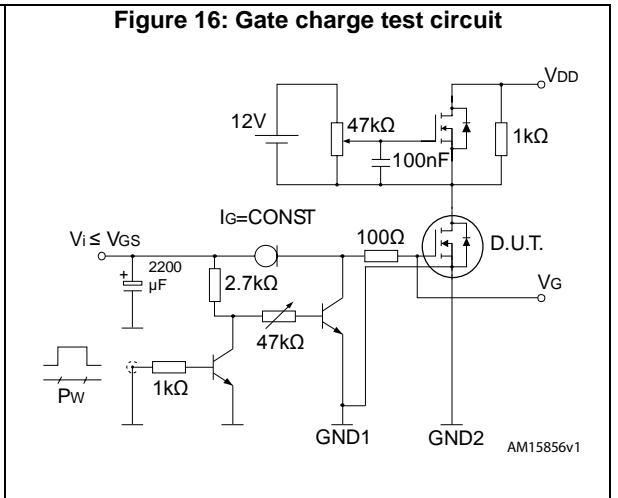 Figure 16: Gate charge test circuit
VDD
12V
47kΩ
1kΩ
100nF
IG=CONST
Vi ≤ VGS
100Ω
D.U.T.
2200
µF
+
2.7kΩ
VG
47kΩ
1kΩ
PW
GND1
GND2
AM15856v1